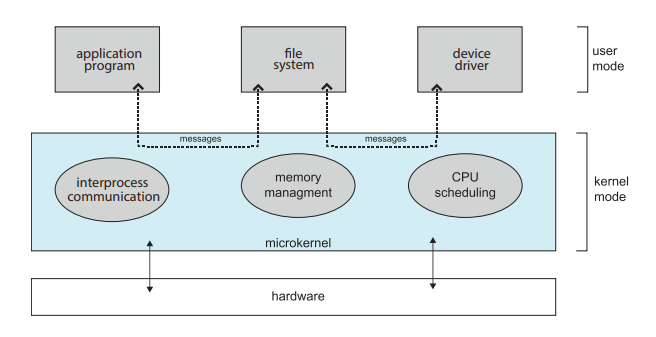 application
program
file
system
device
driver
user
mode
messages
messages
interprocess
communication
memory
managment
CPU
scheduling
kernel
mode
microkernel
hardware